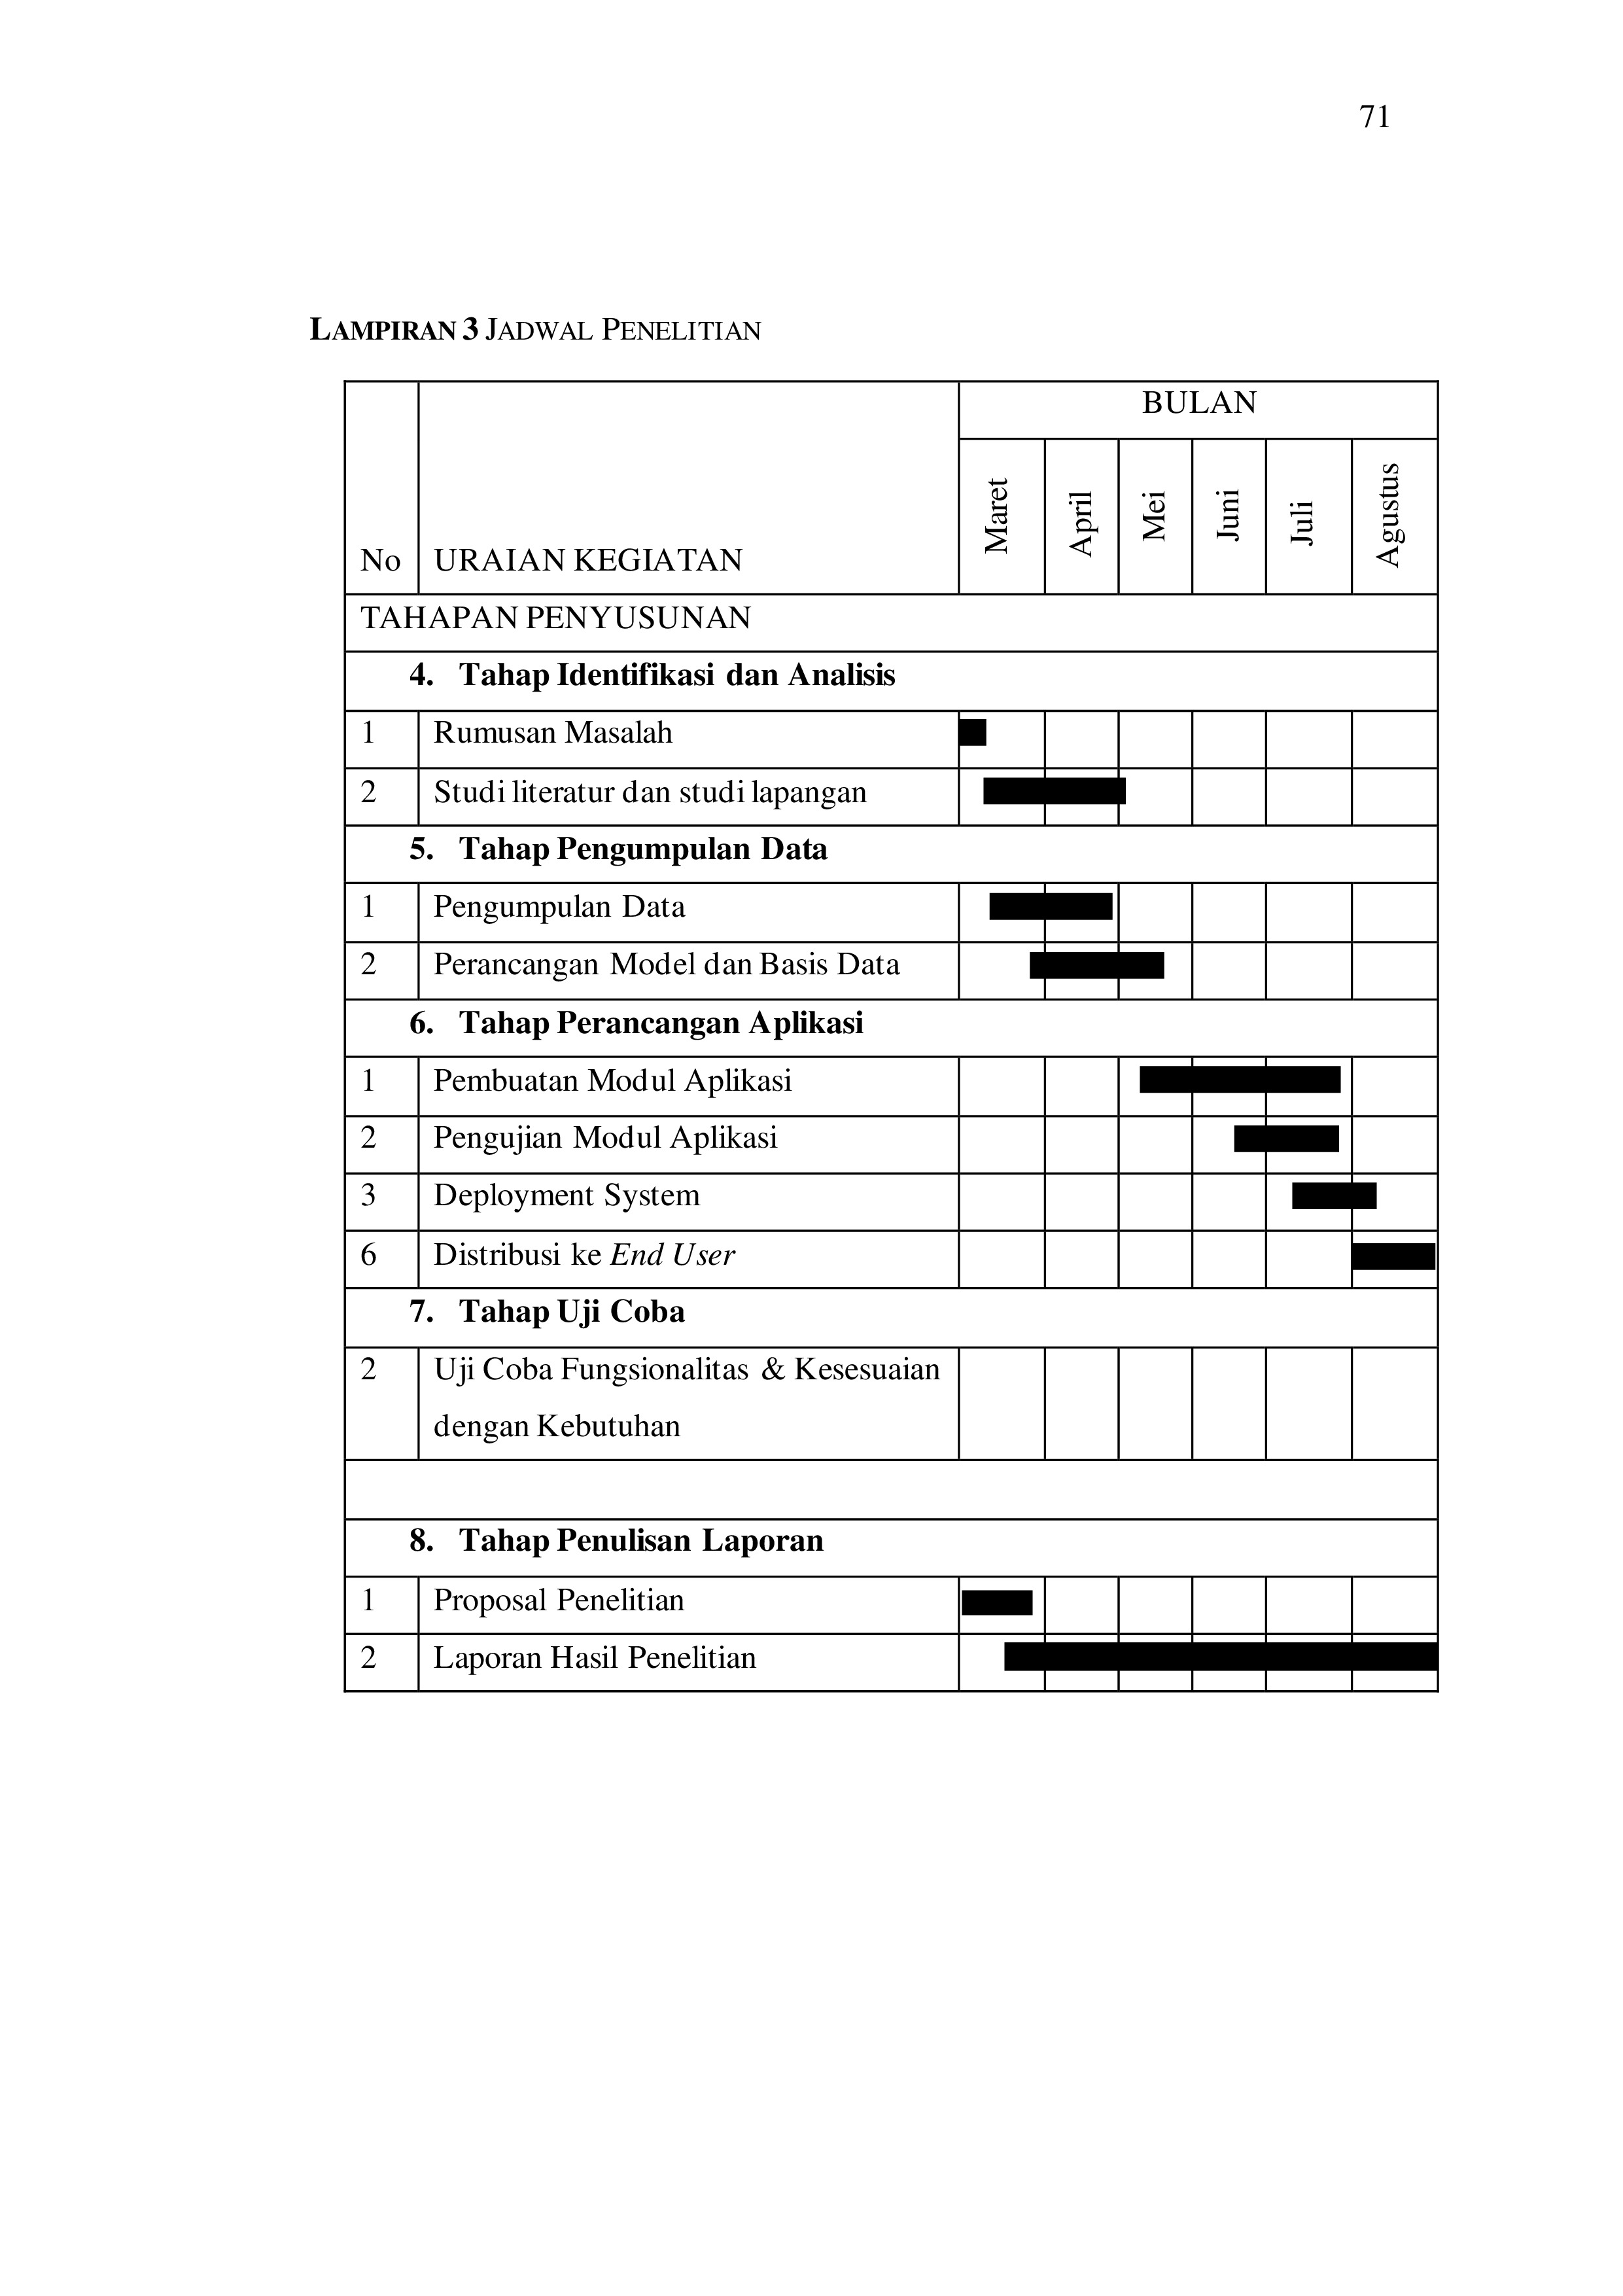 71
LAMPIRAN 3 JADWAL PENELITIAN
BULAN
No URAIAN KEGIATAN Maret April Mei Juni Juli Agustus
TAHAPAN PENYUSUNAN
4. Tahap Identifikasi dan Analisis
1 Rumusan Masalah
2 Studi literatur dan studi lapangan
5. Tahap Pengumpulan Data
1 Pengumpulan Data
2 Perancangan Model dan Basis Data
6. Tahap Perancangan Aplikasi
1 Pembuatan Modul Aplikasi
2 Pengujian Modul Aplikasi
3 Deployment System
6 Distribusi ke End User
7. Tahap Uji Coba
2 Uji Coba Fungsionalitas & Kesesuaian
dengan Kebutuhan
8. Tahap Penulisan Laporan
1 Proposal Penelitian
2 Laporan Hasil Penelitian